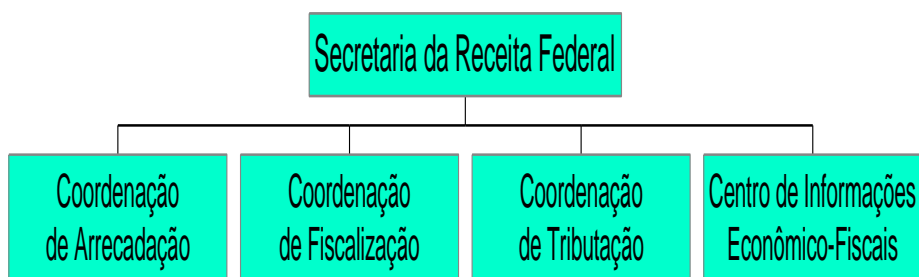 Secretaria da Receita Federal
Coordenação
de Arrecadação
Coordenação
de Fiscalização
Coordenação
de Tributação
Centro de Informações
Econômico-Fiscais